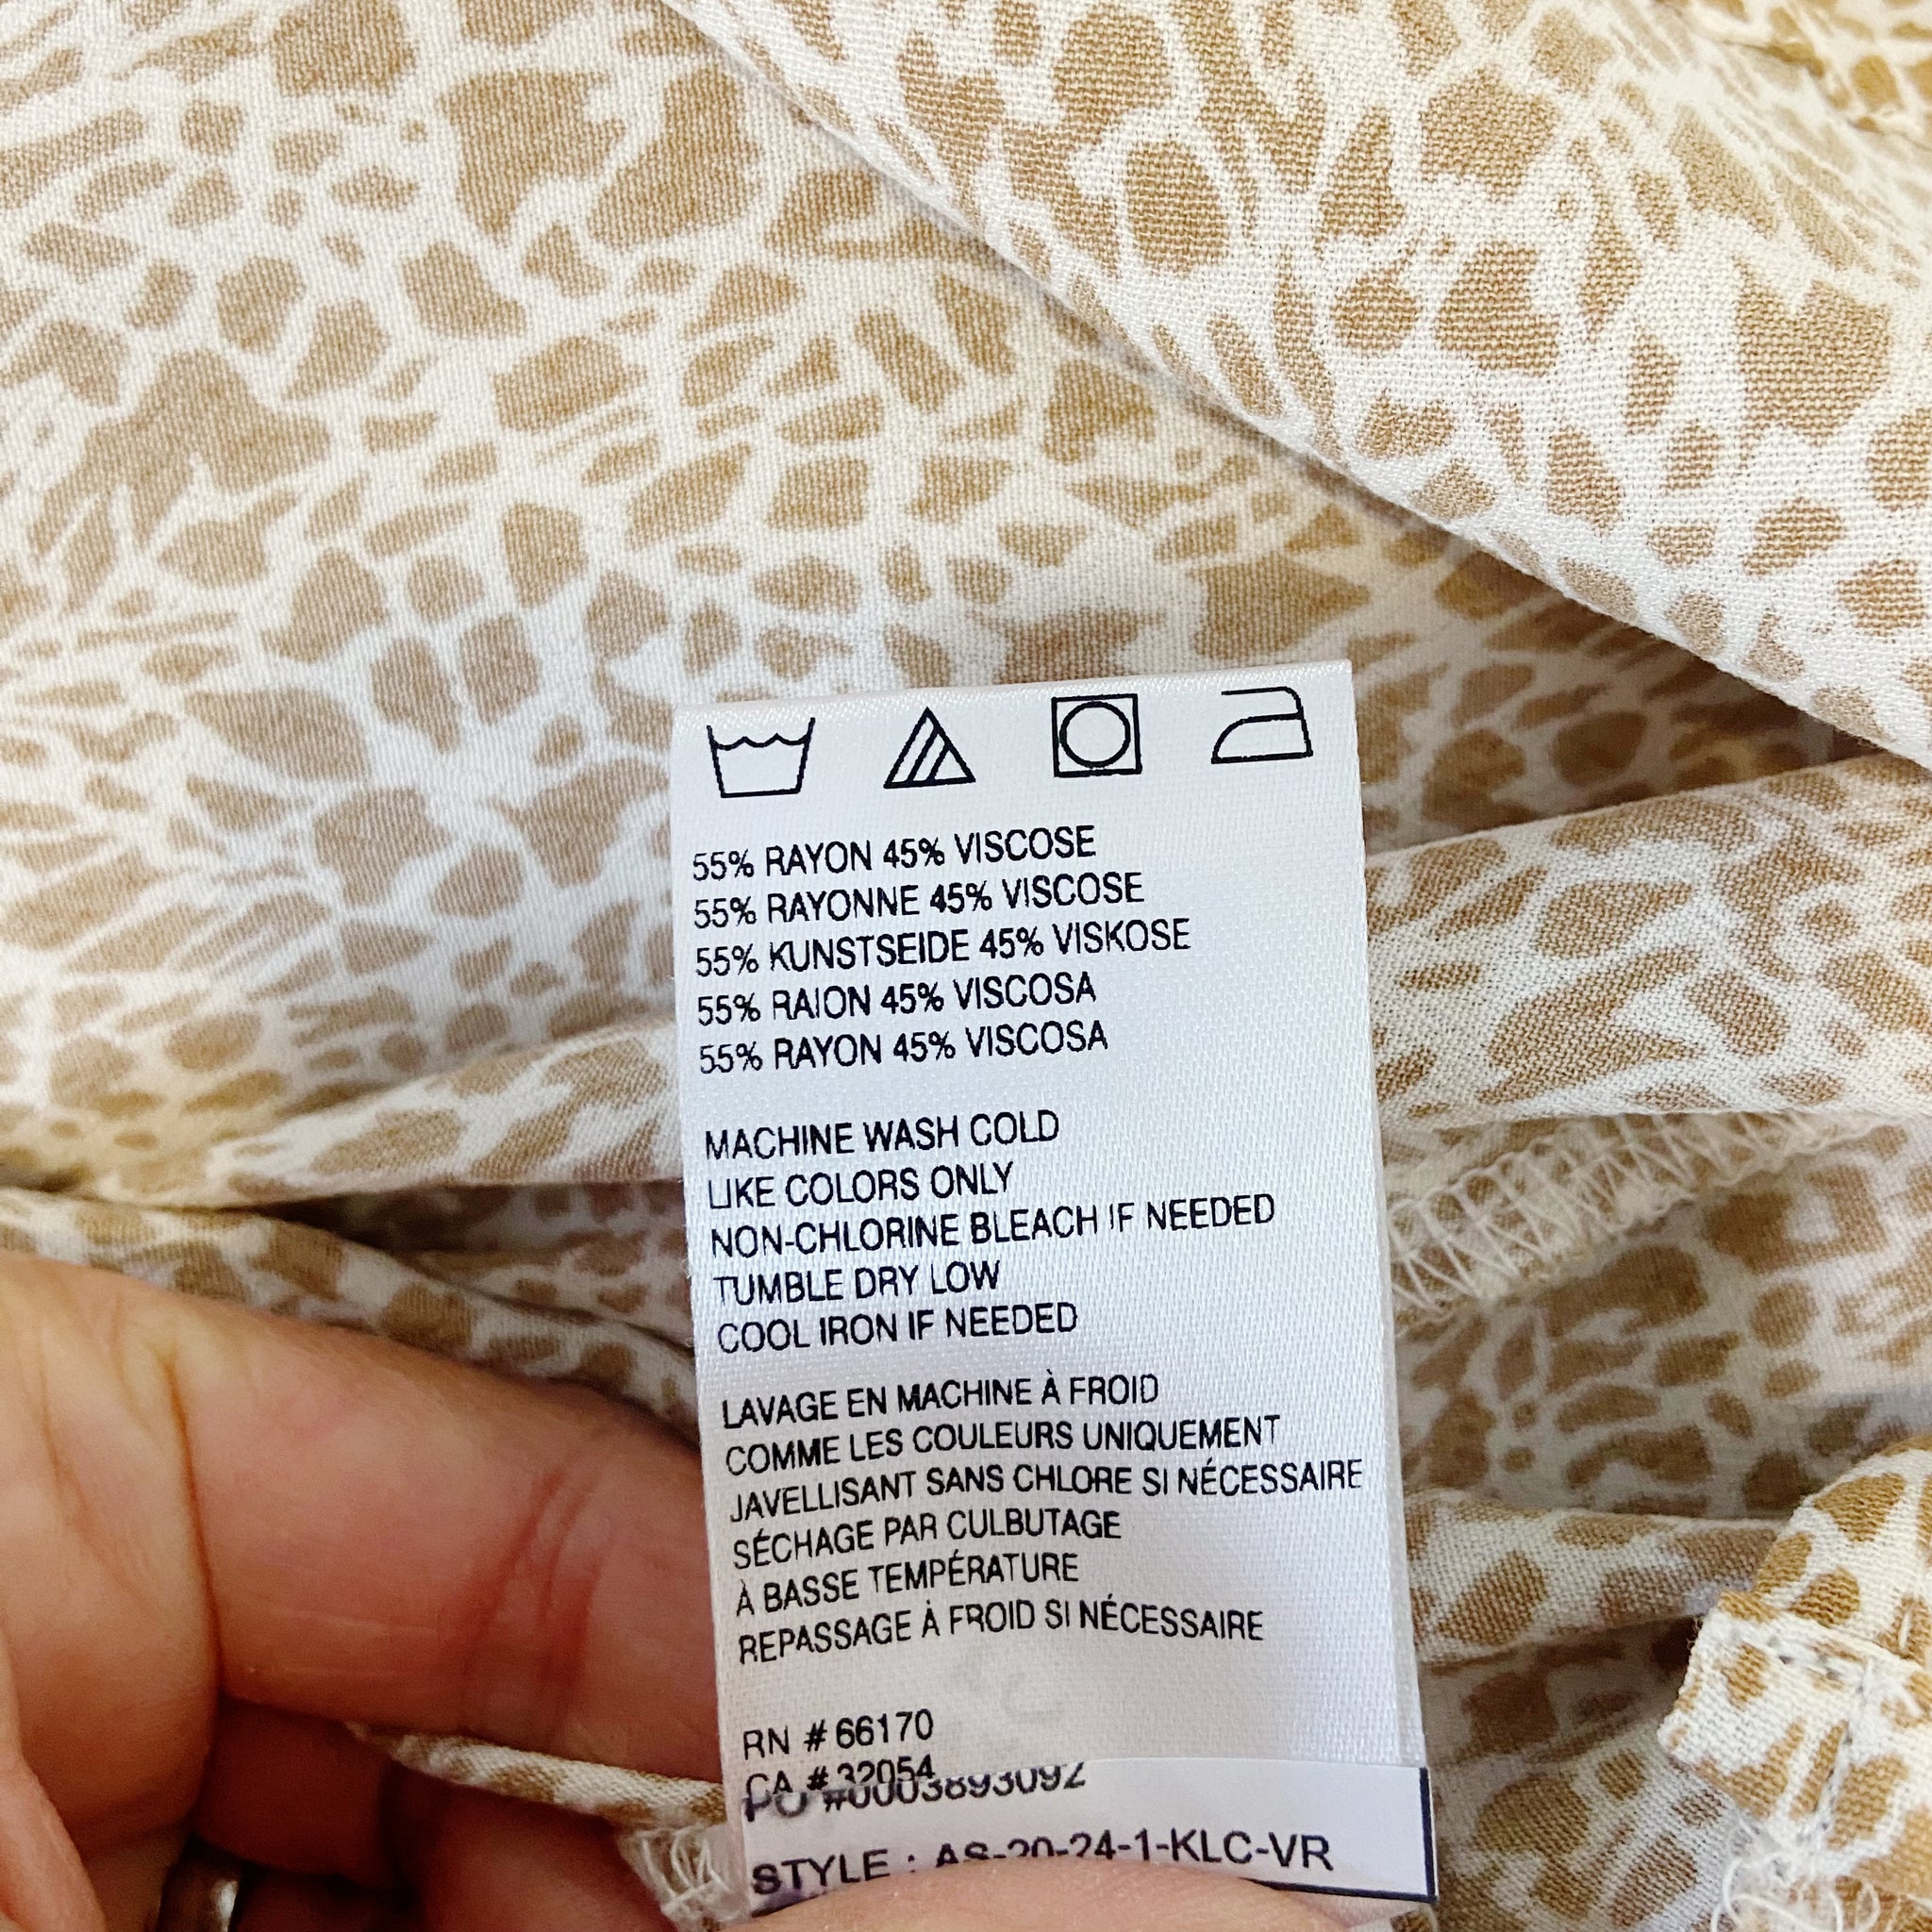 55% RAYON 45% VISCOSE
55% RAYONNE 45% VISCOSE
55% KUNSTSEIDE 45% VISKOSE
55% RAION 45% VISCOSA
55% RAYON 45% VISCOSA
MACHINE WASH COLD
LIKE COLORS ONLY
NON-CHLORINE BLEACH IF NEEDED
TUMBLE DRY LOW
COOL IRON IF NEEDED
LAVAGE EN MACHINE À FROID
COMME LES COULEURS UNIQUEMENT
JAVELLISANT SANS CHLORE SI NÉCESSAIRE
SÉCHAGE PAR CULBUTAGE
À BASSE TEMPÉRATURE
REPASSAGE À FROID SI NÉCESSAIRE
RN # 66170
CA # 32054
PO #0003893092
STYLE : AS-20-24-1-KLC-VR